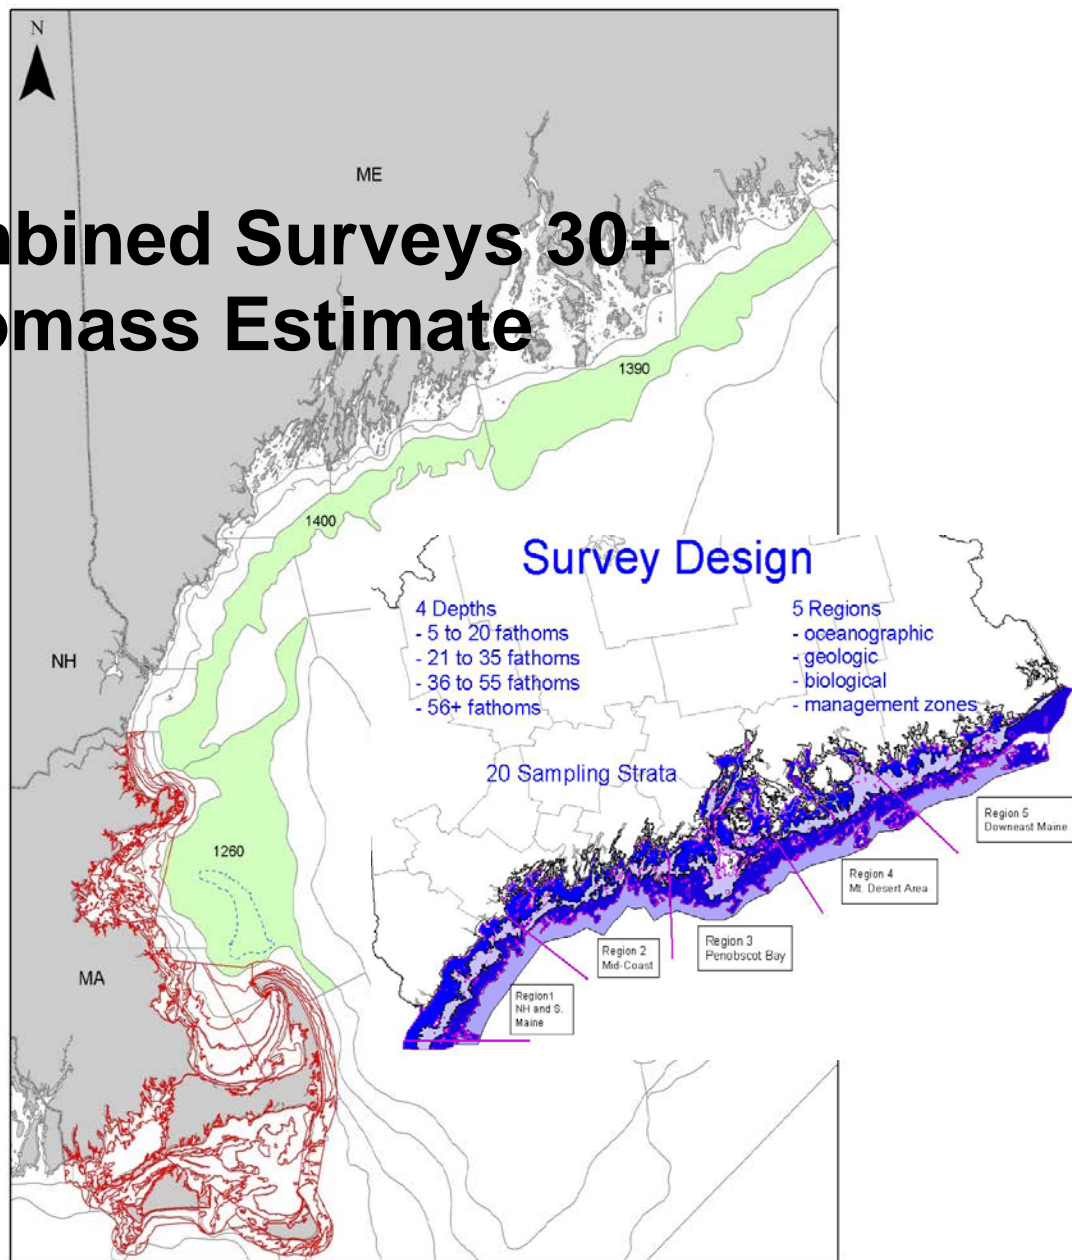 N
ME
mbined Surveys 30+
omass Estimate
1390
1400
NH
1260
MA
Survey Design
4 Depths
- 5 to 20 fathoms
- 21 to 35 fathoms
- 36 to 55 fathoms
- 56+ fathoms
5 Regions
- oceanographic
- geologic
- biological
- management zones
20 Sampling Strata
Region 5
Downeast Maine
Region 4
Mt. Desert Area
Region 3
Penobscot Bay
Region 2
Mid-Coast
Region1
NH and S.
Maine